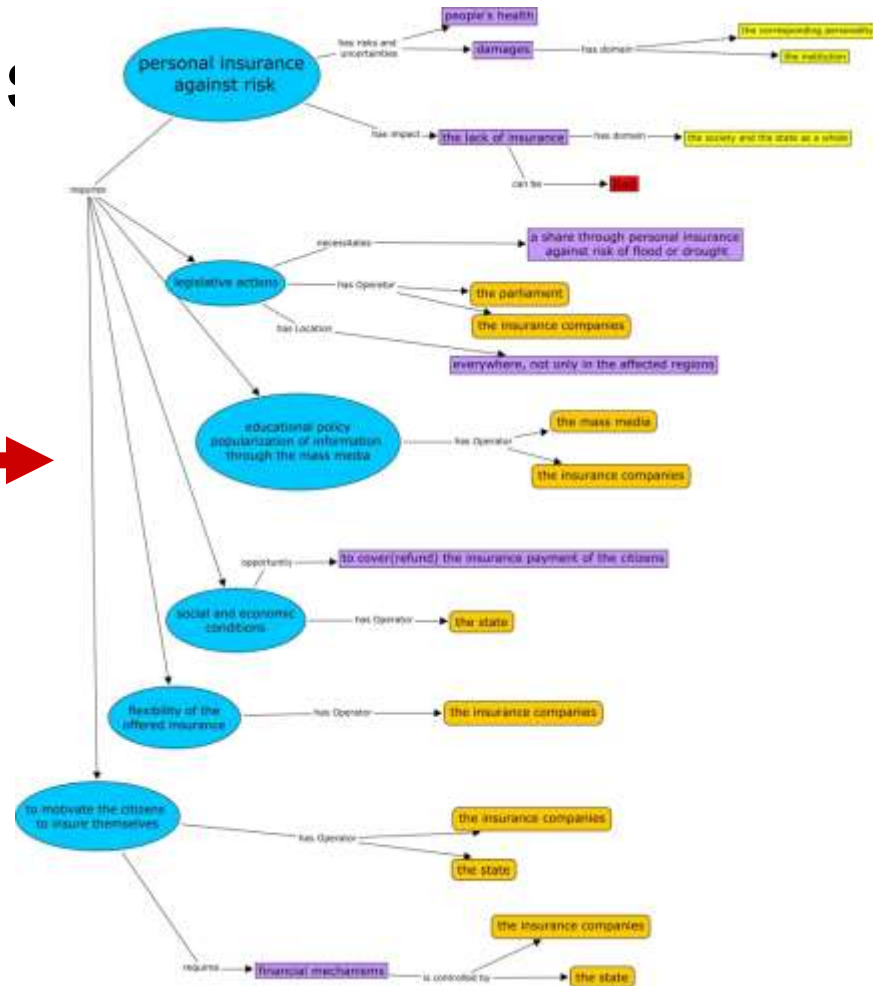 people's health
has risks and
uncertainties
personal insurance
against risk
damages
has domain
the corresponding personality
the institution
has impact
the lack of insurance
has domain
the society and the state as a whole
can be
requires
necessitates
a share through personal insurance
against risk of flood or drought
legislative actions
has Operator
the parliament
the insurance companies
has Location
everywhere, not only in the affected regions
educational policy
popularization of information
through the mass media
has Operator
the mass media
the insurance companies
opportunity
to cover(refund) the insurance payment of the citizens
social and economic
conditions
has Operator
the state
flexibility of the
offered insurance
has Operator
the insurance companies
to motivate the citizens
to insure themselves
has Operator
the insurance companies
the state
requires
financial mechanisms
is controlled by
the insurance companies
the state